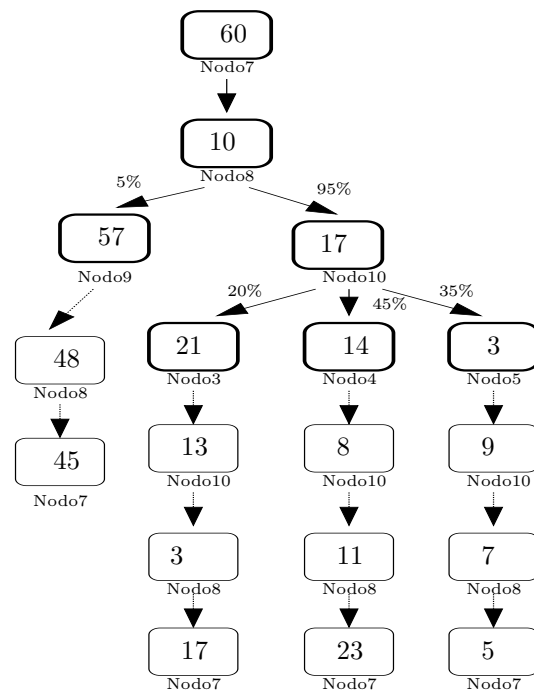 60
Nodo7
10
Nodo8
5% 95%
57 17
Nodo9 Nodo10
20% 45% 35%
48 21 14 3
Nodo8 Nodo3 Nodo4 Nodo5
45 13 8 9
Nodo7 Nodo10 Nodo10 Nodo10
3 11 7
Nodo8 Nodo8 Nodo8
17 23 5
Nodo7 Nodo7 Nodo7